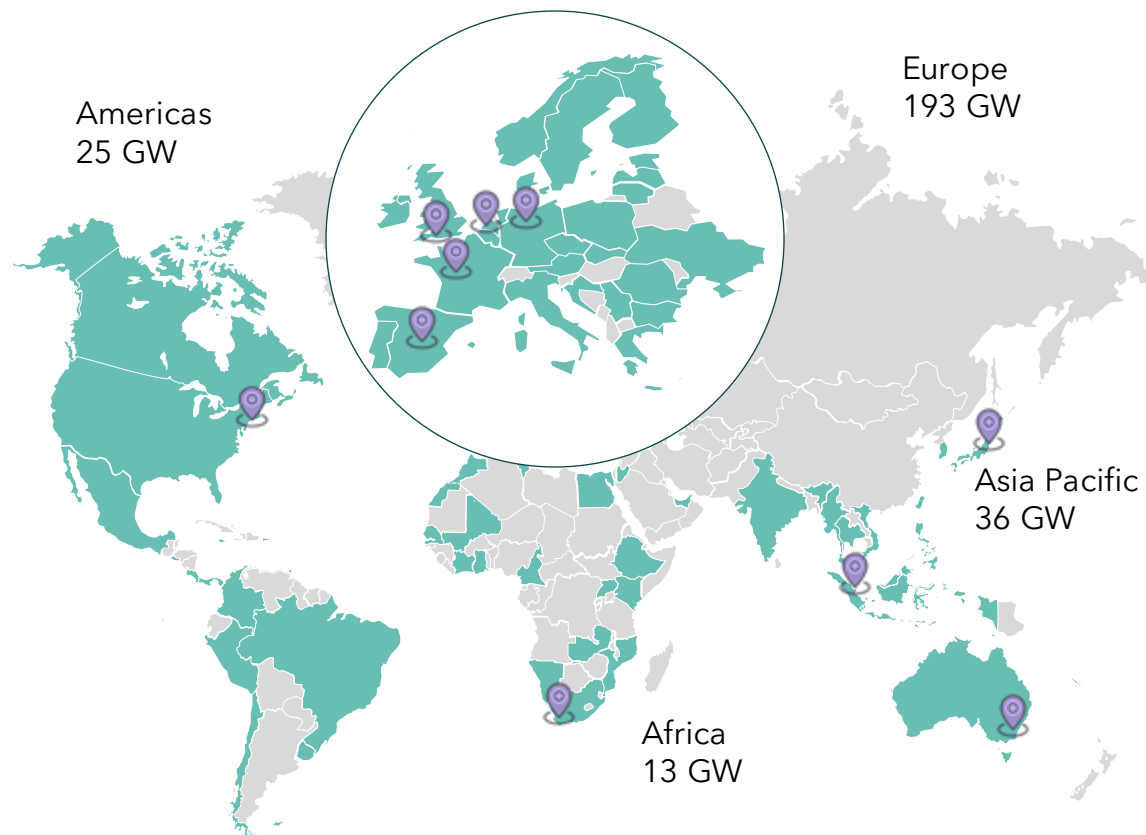 Americas
25 GW
Europe
193 GW
Asia Pacific
36 GW
Africa
13 GW